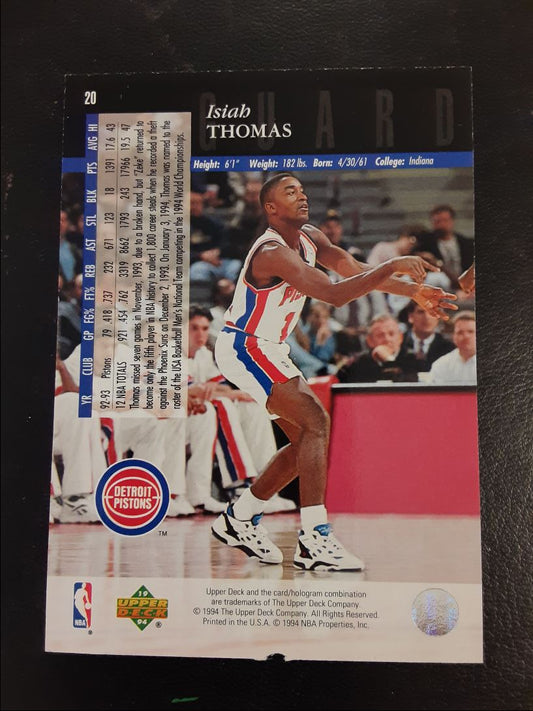 20
GUARD
Isiah
THOMAS
Height: 6'1" Weight: 182 lbs. Born: 4/30/61 College: Indiana
YR CLUB GP FG% FT% REB AST STL BLK PTS AVG HI
92-93 Pistons 79 .418 .737 232 671 123 18 1391 17.6 43
12 NBA TOTALS 921 .454 .762 3319 8662 1793 243 17966 19.5 47
Thomas missed seven games in November, 1993, due to a broken hand, but "Zeke" returned to
become only the fifth player in NBA history to collect 1,800 career steals when he recorded a theft
against the Phoenix Suns on December 2, 1993. On January 3, 1994, Thomas was named to the
roster of the USA Basketball Men's National Team competing in the 1994 World Championships.
DETROIT
PISTONS
TM
NBA
®
19
UPPER
DECK
94
®
Upper Deck and the card/hologram combination
are trademarks of The Upper Deck Company.
© 1994 The Upper Deck Company. All Rights Reserved.
Printed in the U.S.A. © 1994 NBA Properties, Inc.